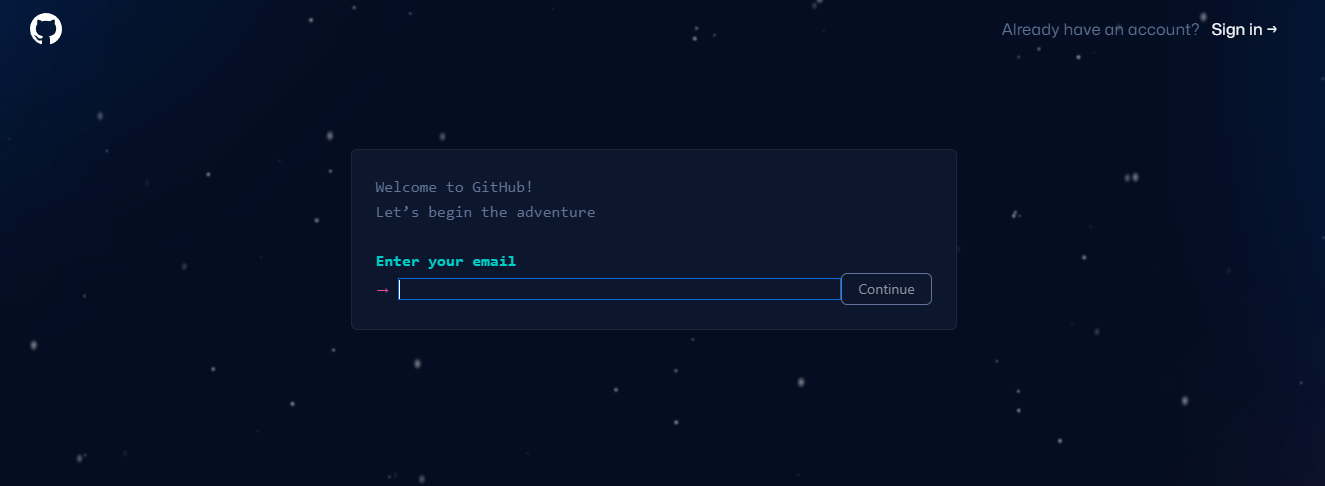 Already have an account? Sign in →
Welcome to GitHub!
Let’s begin the adventure
Enter your email
→
Continue